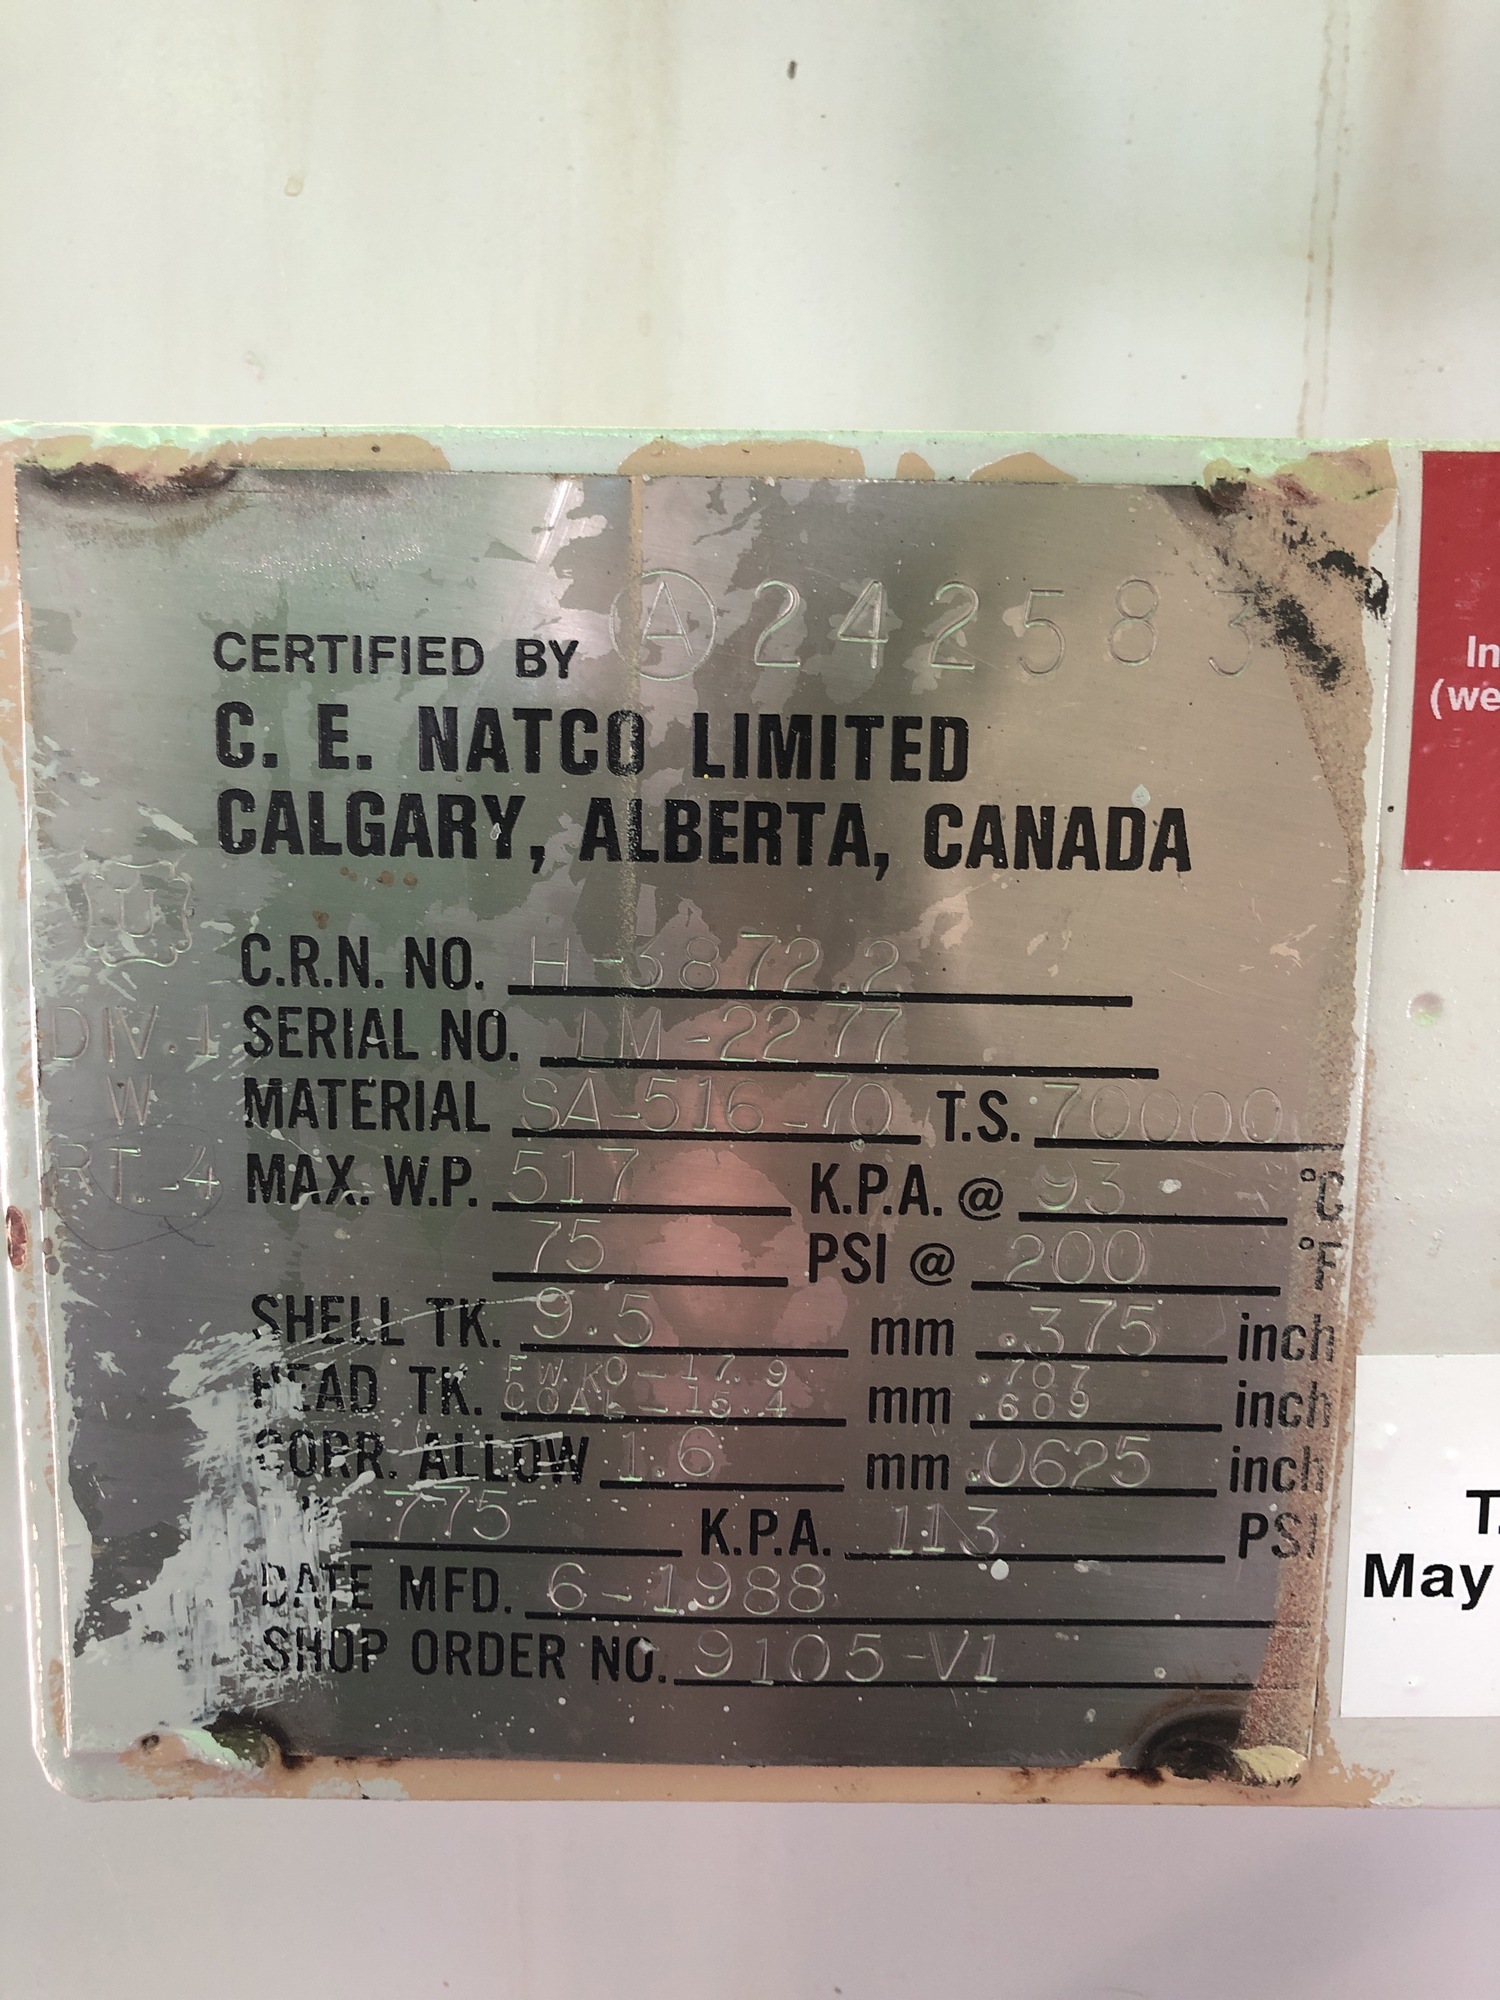 CERTIFIED BY Ⓐ 242583
C. E. NATCO LIMITED
CALGARY, ALBERTA, CANADA
U
C.R.N. NO. H-3872.2
DIV.1 SERIAL NO. LM-2277
W MATERIAL SA-516-70 T.S. 70000
RT-4 MAX. W.P. 517 K.P.A. @ 93 °C
75 PSI @ 200 °F
SHELL TK. 9.5 mm .375 inch
HEAD TK. FWKO-17.9 mm .707 inch
COAL-15.4 .609
CORR. ALLOW 1.6 mm .0625 inch
775 K.P.A. 113 PSI
DATE MFD. 6-1988
SHOP ORDER NO. 9105-V1
In
(we
T.
May